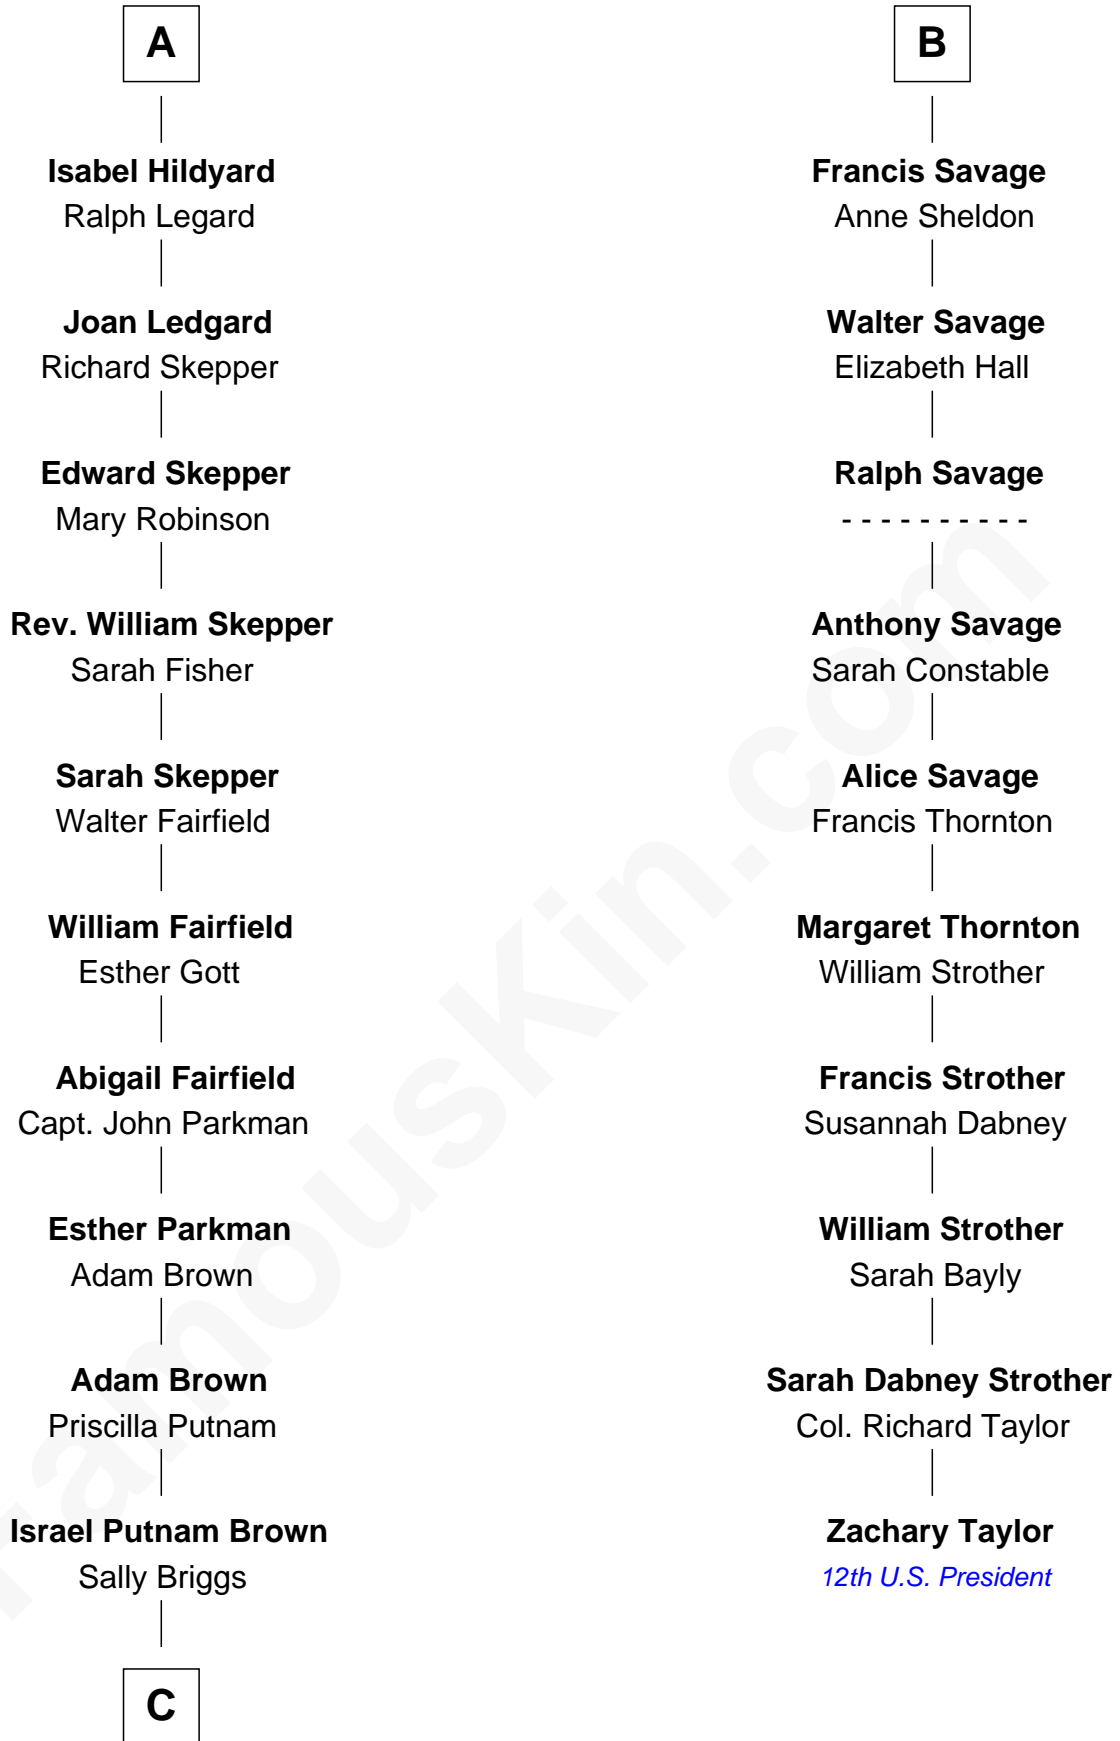 A
Isabel Hildyard
Ralph Legard
Joan Ledgard
Richard Skepper
Edward Skepper
Mary Robinson
Rev. William Skepper
Sarah Fisher
Sarah Skepper
Walter Fairfield
William Fairfield
Esther Gott
Abigail Fairfield
Capt. John Parkman
Esther Parkman
Adam Brown
Adam Brown
Priscilla Putnam
Israel Putnam Brown
Sally Briggs
C
B
Francis Savage
Anne Sheldon
Walter Savage
Elizabeth Hall
Ralph Savage
- - - - - - - - - -
Anthony Savage
Sarah Constable
Alice Savage
Francis Thornton
Margaret Thornton
William Strother
Francis Strother
Susannah Dabney
William Strother
Sarah Bayly
Sarah Dabney Strother
Col. Richard Taylor
Zachary Taylor
12th U.S. President
FamousKin.com